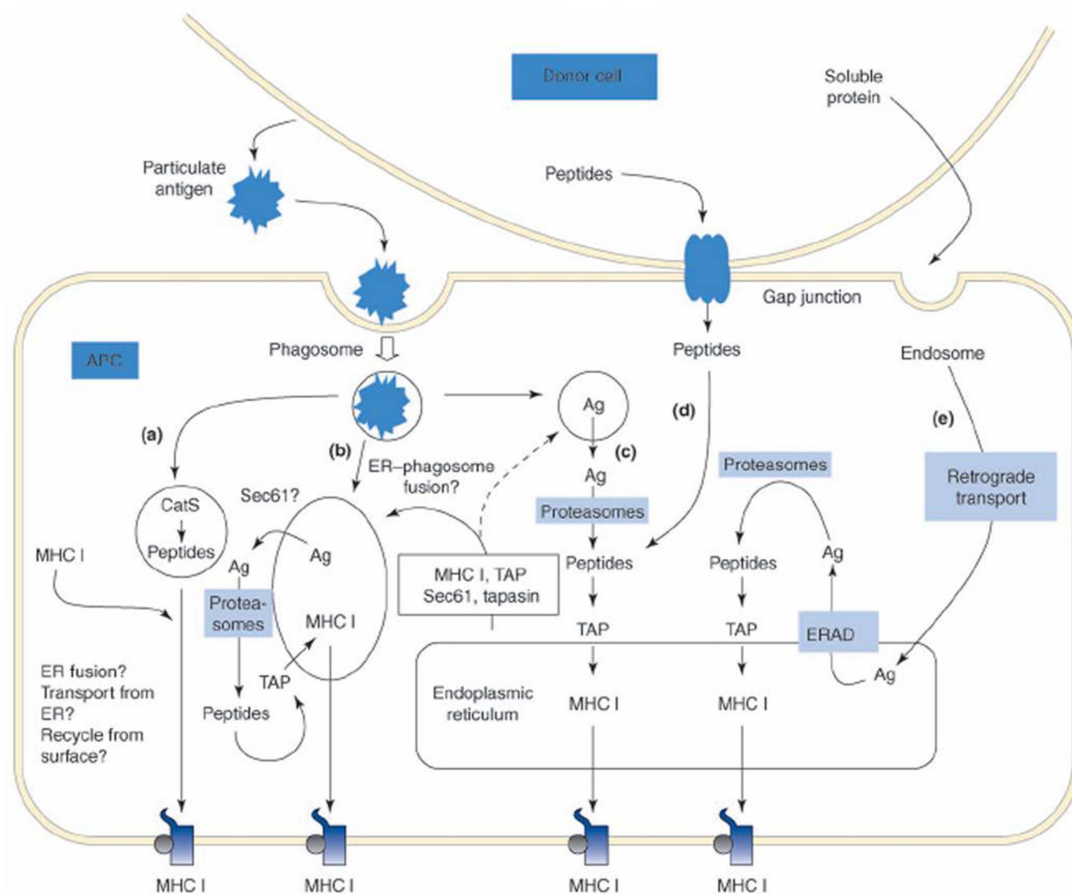 Donor cell
Soluble
protein
Particulate
antigen
Peptides
Gap junction
APC
Phagosome
Peptides
Endosome
Ag
(a)
(b)
(c)
(d)
(e)
ER–phagosome
fusion?
Ag
Proteasomes
Retrograde
transport
CatS
Peptides
Sec61?
Proteasomes
MHC I
Ag
Ag
MHC I, TAP
Sec61, tapasin
Peptides
Peptides
Ag
Protea-
somes
MHC I
TAP
TAP
ERAD
ER fusion?
Transport from
ER?
Recycle from
surface?
TAP
Peptides
Endoplasmic
reticulum
MHC I
MHC I
Ag
MHC I
MHC I
MHC I
MHC I